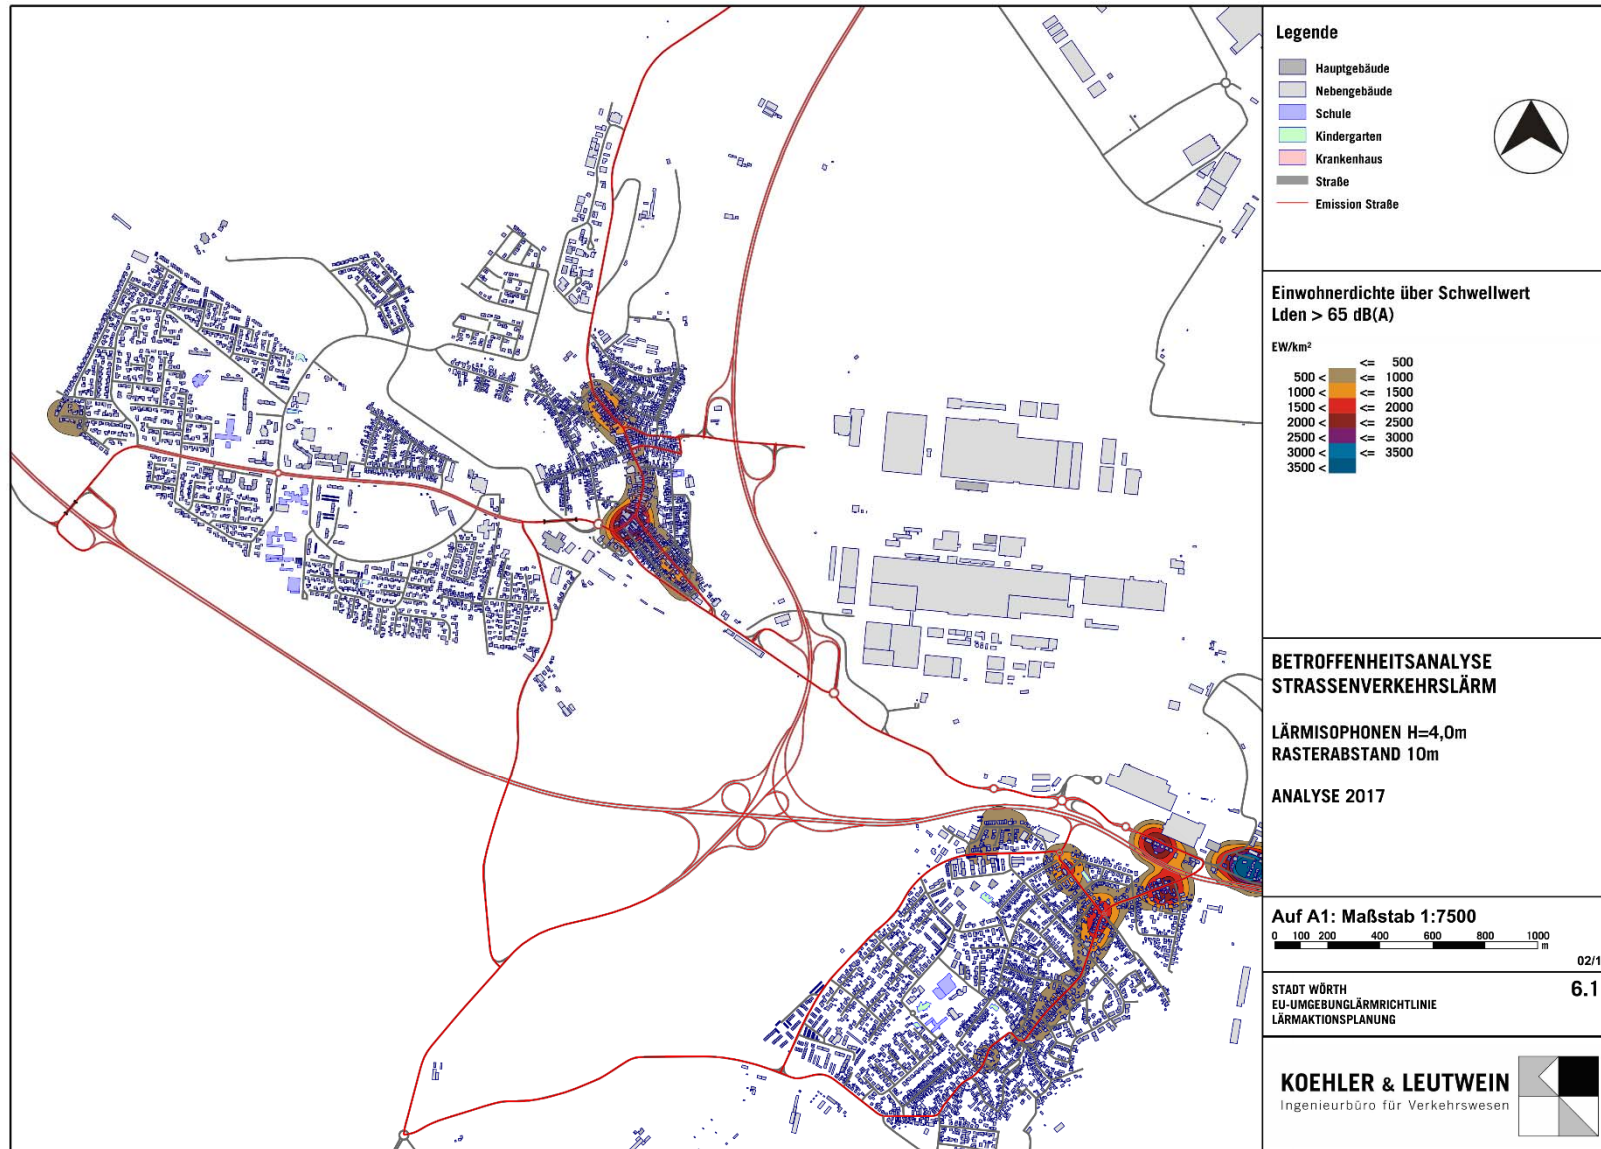 Legende
Hauptgebäude
Nebengebäude
Schule
Kindergarten
Krankenhaus
Straße
Emission Straße
Einwohnerdichte über Schwellwert
Lden > 65 dB(A)
EW/km²
<= 500
500 < <= 1000
1000 < <= 1500
1500 < <= 2000
2000 < <= 2500
2500 < <= 3000
3000 < <= 3500
3500 <
BETROFFENHEITSANALYSE
STRASSENVERKEHRSLÄRM
LÄRMISOPHONEN H=4,0m
RASTERABSTAND 10m
ANALYSE 2017
Auf A1: Maßstab 1:7500
0 100 200 400 600 800 1000
m
02/1
STADT WÖRTH 6.1
EU-UMGEBUNGLÄRMRICHTLINIE
LÄRMAKTIONSPLANUNG
KOEHLER & LEUTWEIN
Ingenieurbüro für Verkehrswesen